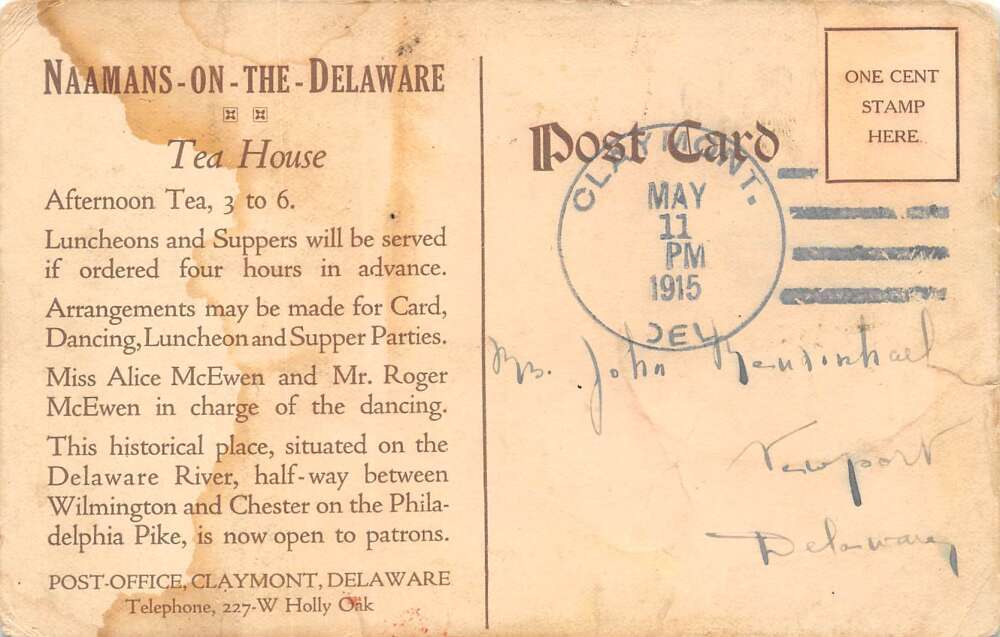 NAAMANS-ON-THE-DELAWARE
Tea House
Afternoon Tea, 3 to 6.
Luncheons and Suppers will be served
if ordered four hours in advance.
Arrangements may be made for Card,
Dancing, Luncheon and Supper Parties.
Miss Alice McEwen and Mr. Roger
McEwen in charge of the dancing.
This historical place, situated on the
Delaware River, half-way between
Wilmington and Chester on the Phila-
delphia Pike, is now open to patrons.
POST-OFFICE, CLAYMONT, DELAWARE
Telephone, 227-W Holly Oak
Post Card
ONE CENT
STAMP
HERE
CLAYMONT.
MAY
11
PM
1915
DEL
Mrs. John
Newport
Delaware,